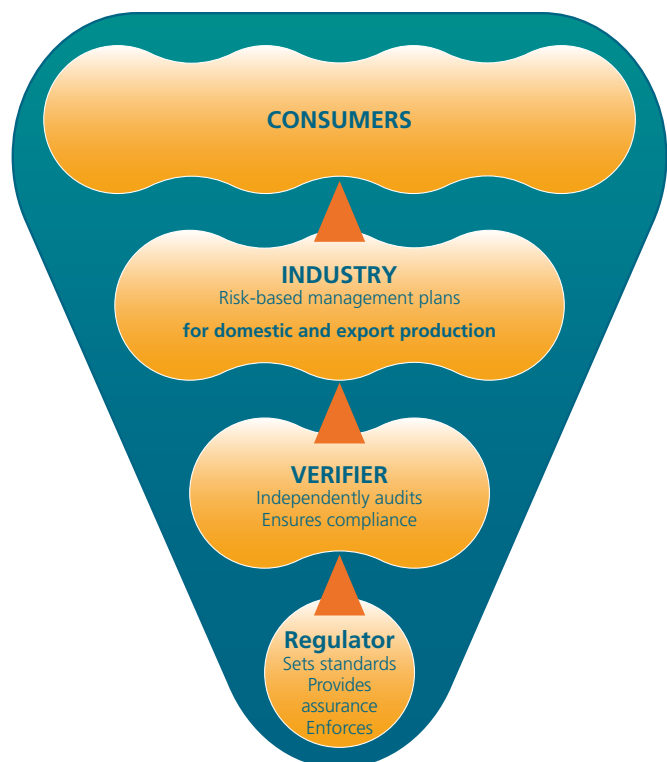 CONSUMERS
INDUSTRY
Risk-based management plans
for domestic and export production
VERIFIER
Independently audits
Ensures compliance
Regulator
Sets standards
Provides
assurance
Enforces